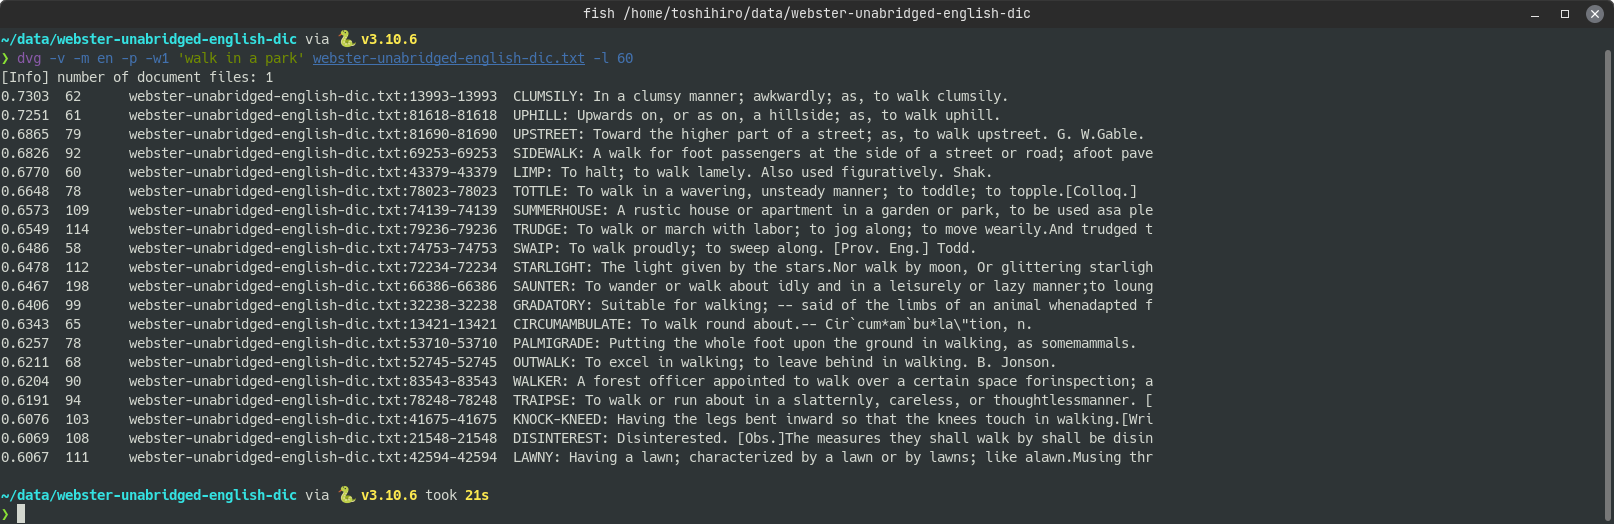 fish /home/toshihiro/data/webster-unabridged-english-dic
~/data/webster-unabridged-english-dic via 🐍 v3.10.6
❯ dvg -v -m en -p -w1 'walk in a park' webster-unabridged-english-dic.txt -l 60
[Info] number of document files: 1
0.7303 62 webster-unabridged-english-dic.txt:13993-13993 CLUMSILY: In a clumsy manner; awkwardly; as, to walk clumsily.
0.7251 61 webster-unabridged-english-dic.txt:81618-81618 UPHILL: Upwards on, or as on, a hillside; as, to walk uphill.
0.6865 79 webster-unabridged-english-dic.txt:81690-81690 UPSTREET: Toward the higher part of a street; as, to walk upstreet. G. W.Gable.
0.6826 92 webster-unabridged-english-dic.txt:69253-69253 SIDEWALK: A walk for foot passengers at the side of a street or road; afoot pave
0.6770 60 webster-unabridged-english-dic.txt:43379-43379 LIMP: To halt; to walk lamely. Also used figuratively. Shak.
0.6648 78 webster-unabridged-english-dic.txt:78023-78023 TOTTLE: To walk in a wavering, unsteady manner; to toddle; to topple.[Colloq.]
0.6573 109 webster-unabridged-english-dic.txt:74139-74139 SUMMERHOUSE: A rustic house or apartment in a garden or park, to be used asa ple
0.6549 114 webster-unabridged-english-dic.txt:79236-79236 TRUDGE: To walk or march with labor; to jog along; to move wearily.And trudged t
0.6486 58 webster-unabridged-english-dic.txt:74753-74753 SWAIP: To walk proudly; to sweep along. [Prov. Eng.] Todd.
0.6478 112 webster-unabridged-english-dic.txt:72234-72234 STARLIGHT: The light given by the stars.Nor walk by moon, Or glittering starligh
0.6467 198 webster-unabridged-english-dic.txt:66386-66386 SAUNTER: To wander or walk about idly and in a leisurely or lazy manner;to loung
0.6406 99 webster-unabridged-english-dic.txt:32238-32238 GRADATORY: Suitable for walking; -- said of the limbs of an animal whenadapted f
0.6343 65 webster-unabridged-english-dic.txt:13421-13421 CIRCUMAMBULATE: To walk round about.-- Cir`cum*am`bu*la\"tion, n.
0.6257 78 webster-unabridged-english-dic.txt:53710-53710 PALMIGRADE: Putting the whole foot upon the ground in walking, as somemammals.
0.6211 68 webster-unabridged-english-dic.txt:52745-52745 OUTWALK: To excel in walking; to leave behind in walking. B. Jonson.
0.6204 90 webster-unabridged-english-dic.txt:83543-83543 WALKER: A forest officer appointed to walk over a certain space forinspection; a
0.6191 94 webster-unabridged-english-dic.txt:78248-78248 TRAIPSE: To walk or run about in a slatternly, careless, or thoughtlessmanner. [
0.6076 103 webster-unabridged-english-dic.txt:41675-41675 KNOCK-KNEED: Having the legs bent inward so that the knees touch in walking.[Wri
0.6069 108 webster-unabridged-english-dic.txt:21548-21548 DISINTEREST: Disinterested. [Obs.]The measures they shall walk by shall be disin
0.6067 111 webster-unabridged-english-dic.txt:42594-42594 LAWNY: Having a lawn; characterized by a lawn or by lawns; like alawn.Musing thr
~/data/webster-unabridged-english-dic via 🐍 v3.10.6 took 21s
❯